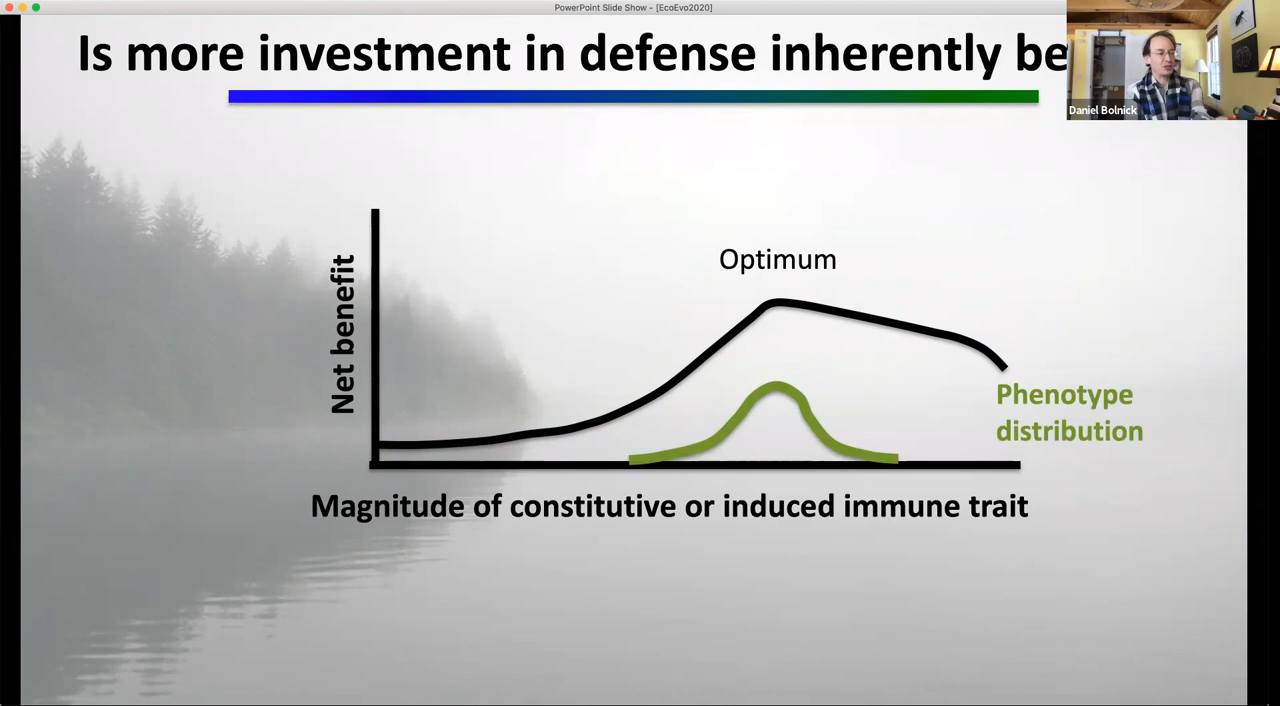 PowerPoint Slide Show - [EcoEvo2020]
Is more investment in defense inherently be
Daniel Bolnick
Optimum
Net benefit
Phenotype
distribution
Magnitude of constitutive or induced immune trait